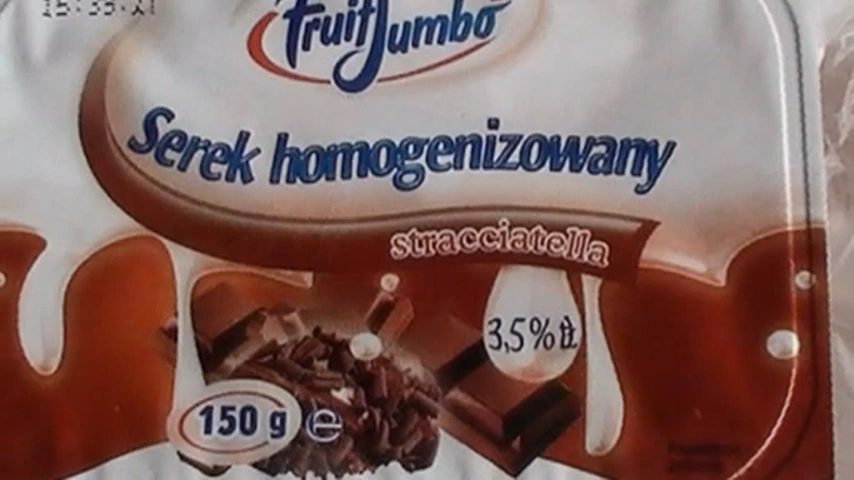 FruitJumbo
Serek homogenizowany
stracciatella
3,5% tł
150 g e